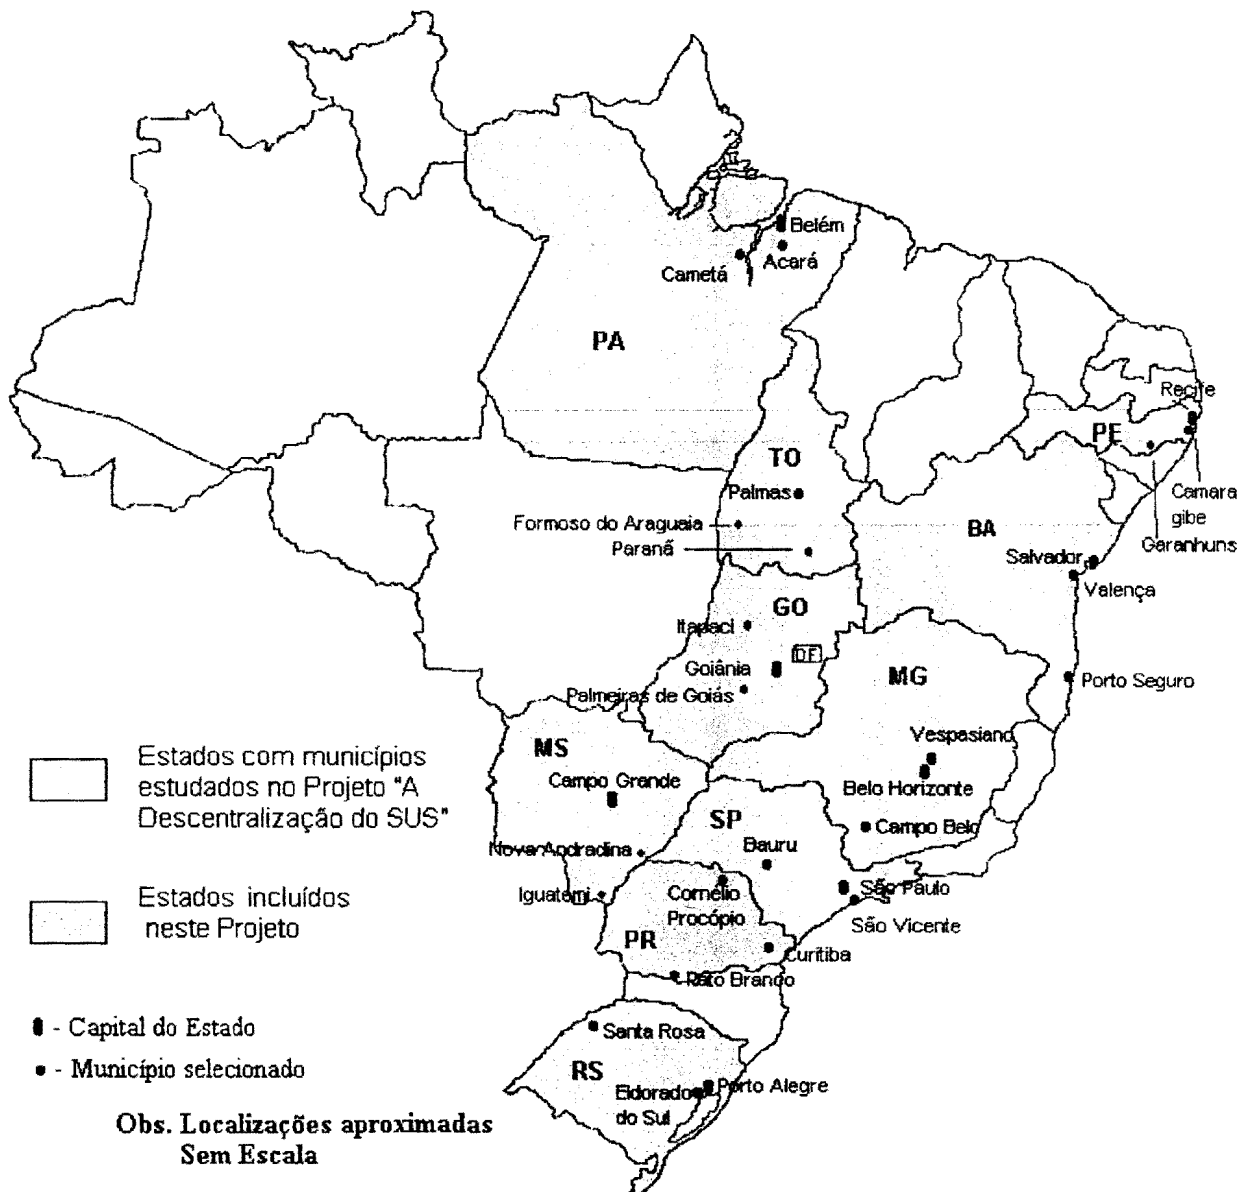 Belém
Acará
Cametá
PA
Recife
PE
TO
Palmas
Camara
gibe
Formoso do Araguaia
BA
Garanhuns
Paranã
Salvador
Valença
GO
Itapaci
DF
Goiânia
MG
Porto Seguro
Palmeiras de Goiás
Vespasiano
MS
Estados com municípios
estudados no Projeto "A
Descentralização do SUS"
Campo Grande
Belo Horizonte
SP
Campo Belo
Bauru
Nova Andradina
São Paulo
Iguatemi
Cornélio
Procópio
Estados incluídos
neste Projeto
São Vicente
PR
Curitiba
Pato Branco
- Capital do Estado
Santa Rosa
- Município selecionado
RS
Porto Alegre
Eldorado
do Sul
Obs. Localizações aproximadas
Sem Escala